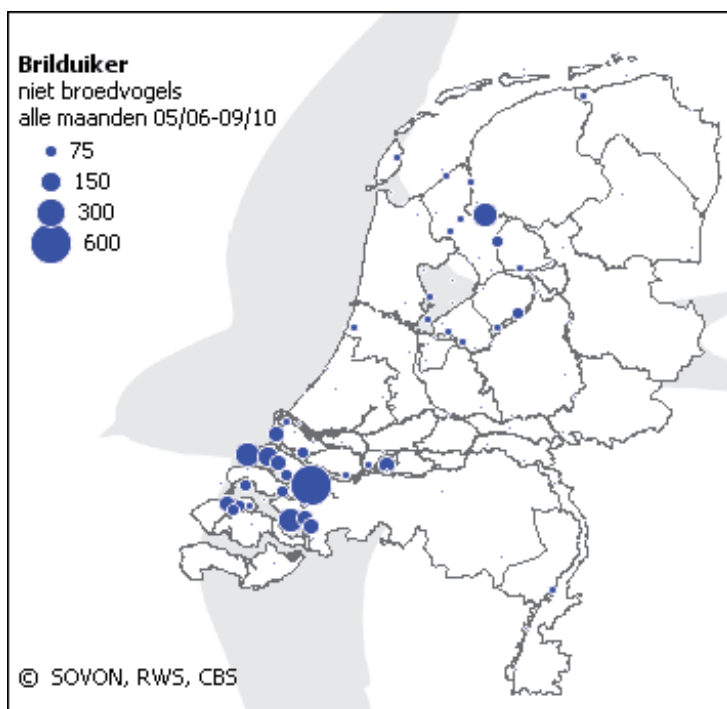 Brilduiker
niet broedvogels
alle maanden 05/06-09/10
75
150
300
600
© SOVON, RWS, CBS